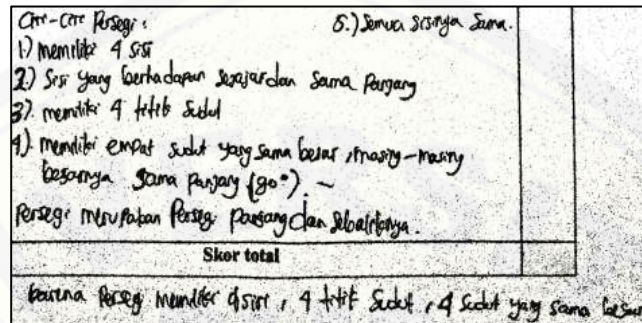 Ciri-ciri Persegi :
5.) Semua sisinya Sama.
1.) memiliki 4 sisi
2.) Sisi yang berhadapan sejajar dan Sama Panjang
3). memiliki 4 titik Sudut
4). memiliki empat sudut yang sama besar, masing-masing
besarnya Sama Panjang (90°).
Persegi merupakan Persegi Panjang dan sebaliknya.
Skor total
karena Persegi memiliki 4 sisi, 4 titik Sudut, 4 Sudut yang sama besar